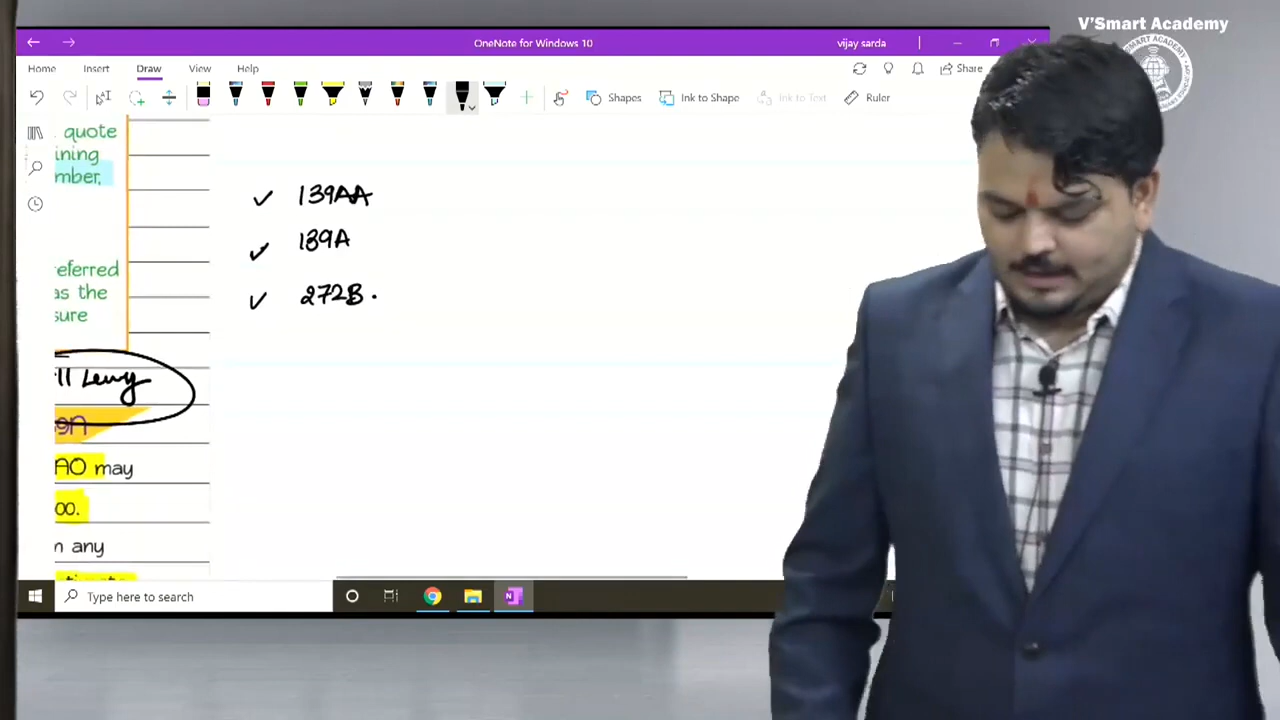 V'Smart Academy
OneNote for Windows 10
vijay sarda
Home Insert Draw View Help
Share
Shapes Ink to Shape Ink to Text Ruler
quote
ining
mber.
139AA
139A
272B.
eferred
as the
sure
ll Levy
AO may
00.
n any
Type here to search